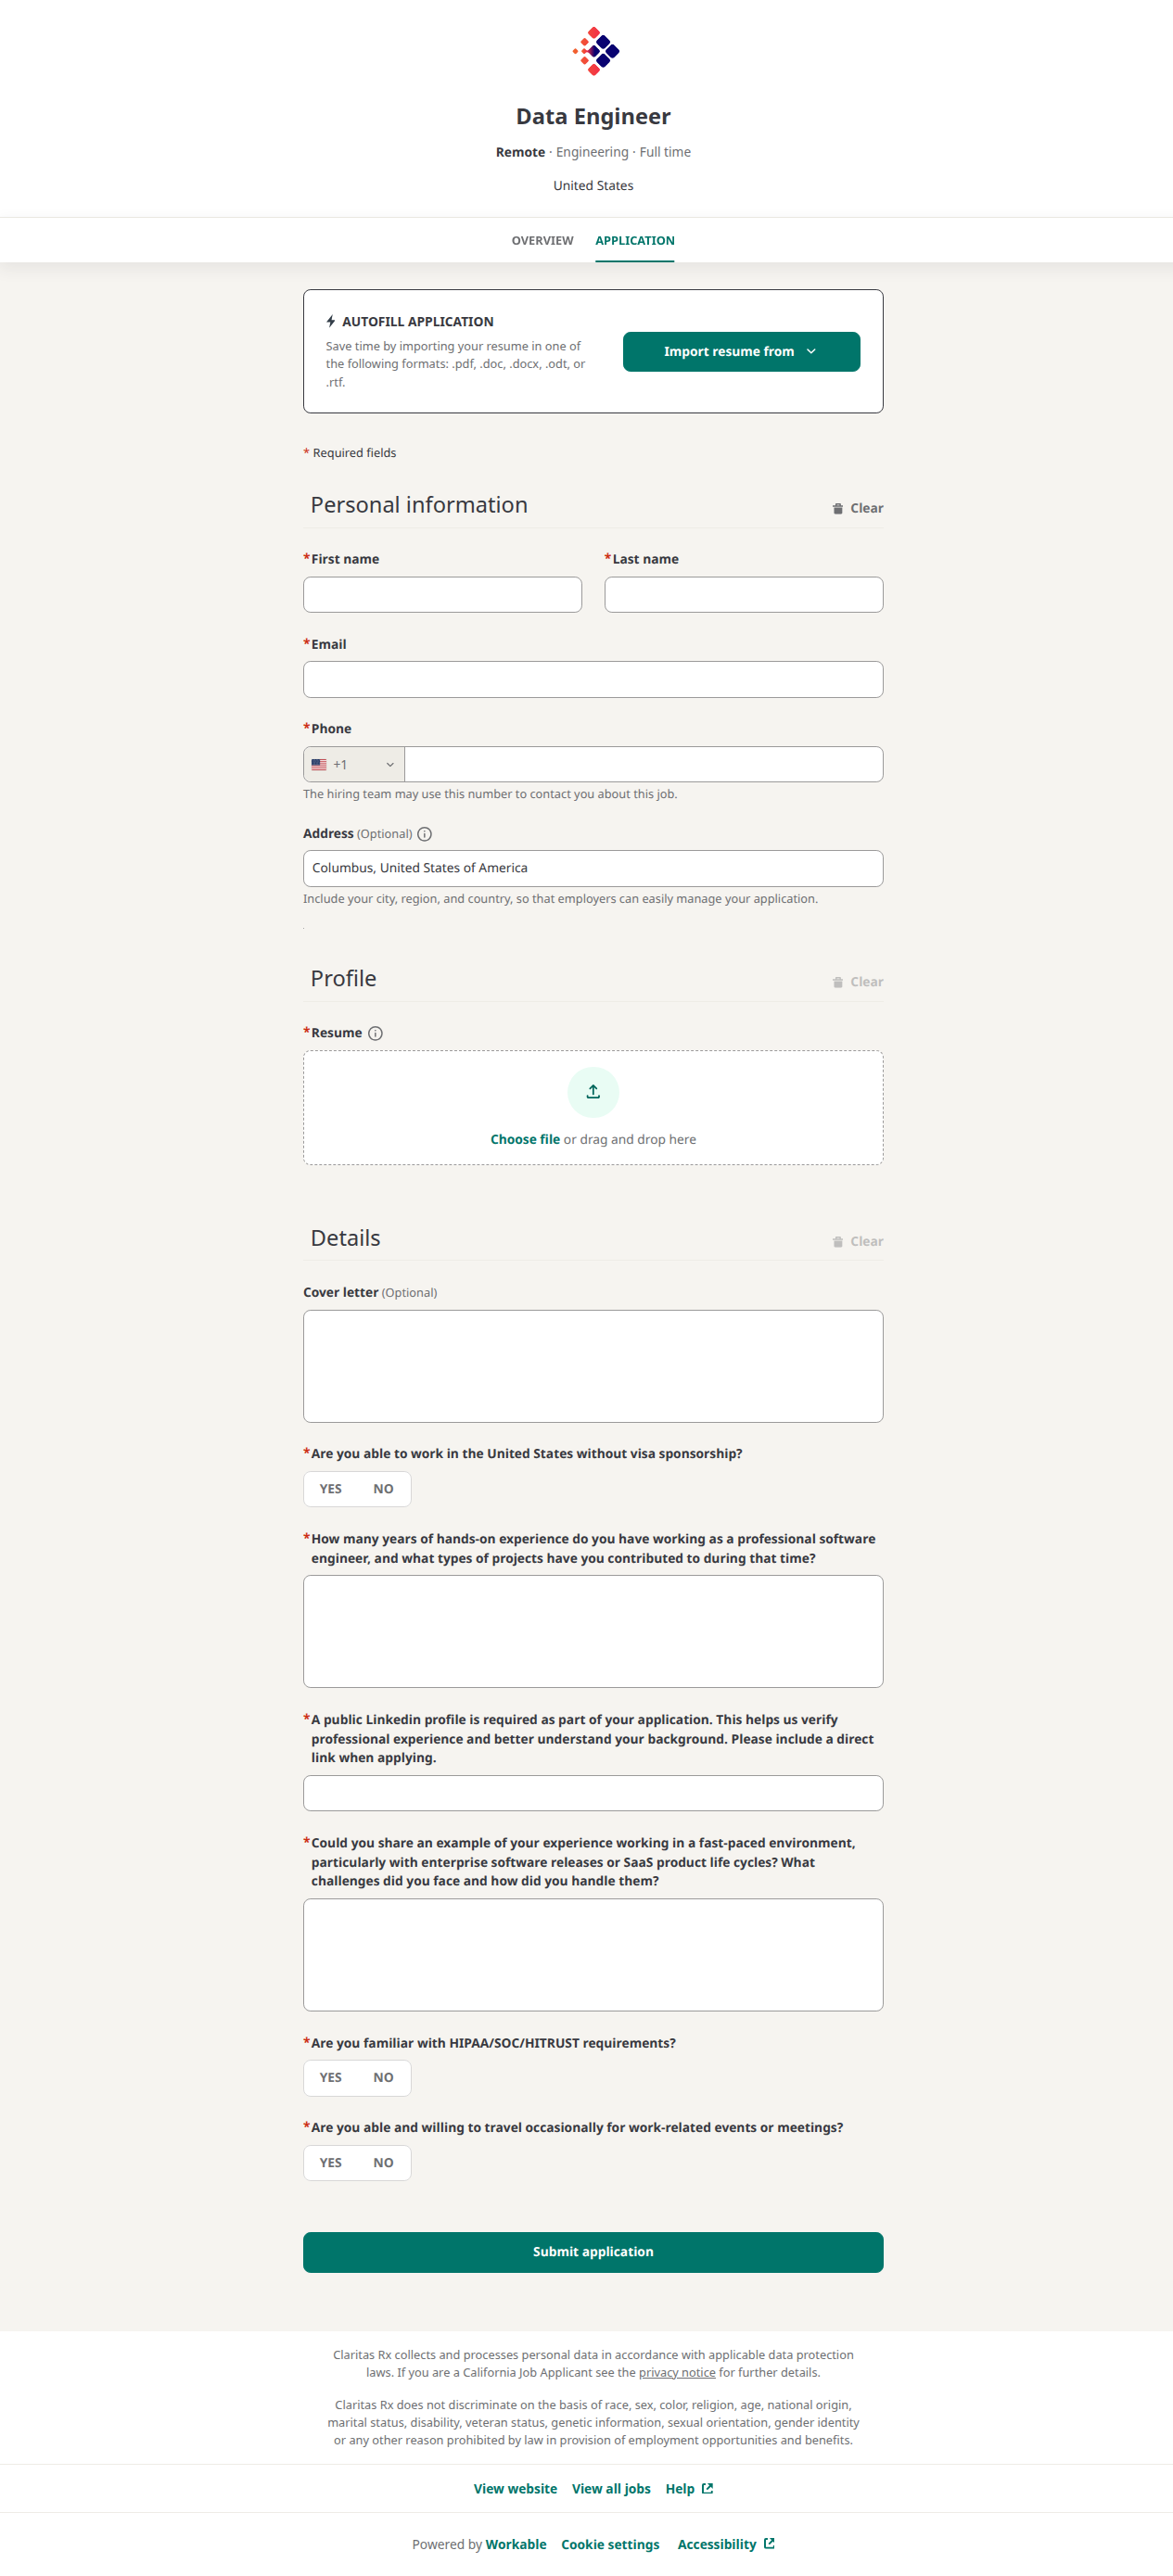 Data Engineer
Remote · Engineering · Full time
United States
OVERVIEW APPLICATION
AUTOFILL APPLICATION
Save time by importing your resume in one of
the following formats: .pdf, .doc, .docx, .odt, or
.rtf.
Import resume from
* Required fields
Personal information
Clear
*First name
*Last name
*Email
*Phone
+1
The hiring team may use this number to contact you about this job.
Address (Optional)
Columbus, United States of America
Include your city, region, and country, so that employers can easily manage your application.
Profile
Clear
*Resume
Choose file or drag and drop here
Details
Clear
Cover letter (Optional)
*Are you able to work in the United States without visa sponsorship?
YES NO
*How many years of hands-on experience do you have working as a professional software
engineer, and what types of projects have you contributed to during that time?
*A public Linkedin profile is required as part of your application. This helps us verify
professional experience and better understand your background. Please include a direct
link when applying.
*Could you share an example of your experience working in a fast-paced environment,
particularly with enterprise software releases or SaaS product life cycles? What
challenges did you face and how did you handle them?
*Are you familiar with HIPAA/SOC/HITRUST requirements?
YES NO
*Are you able and willing to travel occasionally for work-related events or meetings?
YES NO
Submit application
Claritas Rx collects and processes personal data in accordance with applicable data protection
laws. If you are a California Job Applicant see the privacy notice for further details.
Claritas Rx does not discriminate on the basis of race, sex, color, religion, age, national origin,
marital status, disability, veteran status, genetic information, sexual orientation, gender identity
or any other reason prohibited by law in provision of employment opportunities and benefits.
View website View all jobs Help
Powered by Workable Cookie settings Accessibility